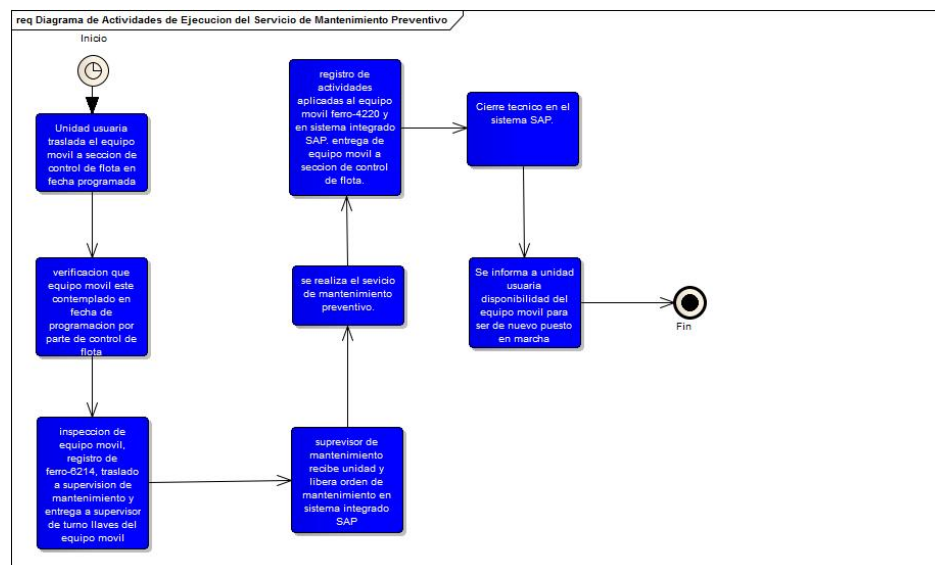 req Diagrama de Actividades de Ejecucion del Servicio de Mantenimiento Preventivo
Inicio
Unidad usuaria
traslada el equipo
movil a seccion de
control de flota en
fecha programada
verificacion que
equipo movil este
contemplado en
fecha de
programacion por
parte de control de
flota
inspeccion de
equipo movil,
registro de
ferro-6214, traslado
a supervision de
mantenimiento y
entrega a supervisor
de turno llaves del
equipo movil
suprevisor de
mantenimiento
recibe unidad y
libera orden de
mantenimiento en
sistema integrado
SAP
se realiza el sevicio
de mantenimiento
preventivo.
registro de
actividades
aplicadas al equipo
movil ferro-4220 y
en sistema integrado
SAP. entrega de
equipo movil a
seccion de control
de flota.
Cierre tecnico en el
sistema SAP.
Se informa a unidad
usuaria
disponibilidad del
equipo movil para
ser de nuevo puesto
en marcha
Fin